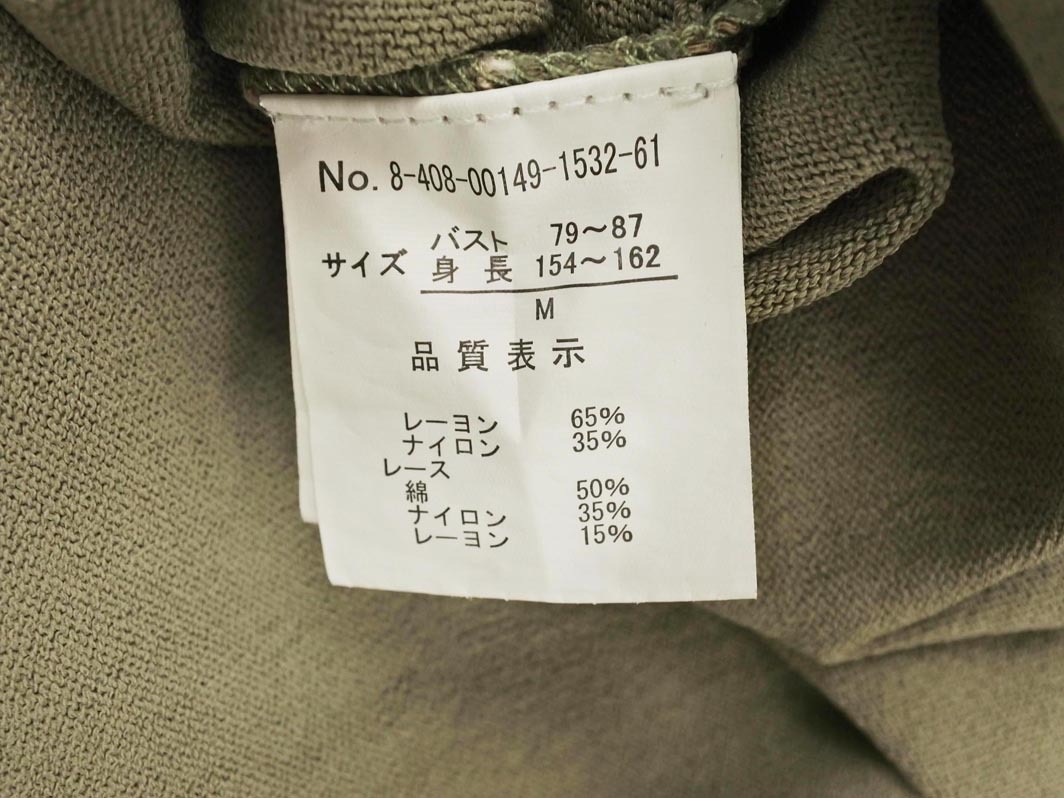 No. 8-408-00149-1532-61
バスト 79～87
サイズ 身長 154～162
M
品質表示
レーヨン 65%
ナイロン 35%
レース
綿 50%
ナイロン 35%
レーヨン 15%